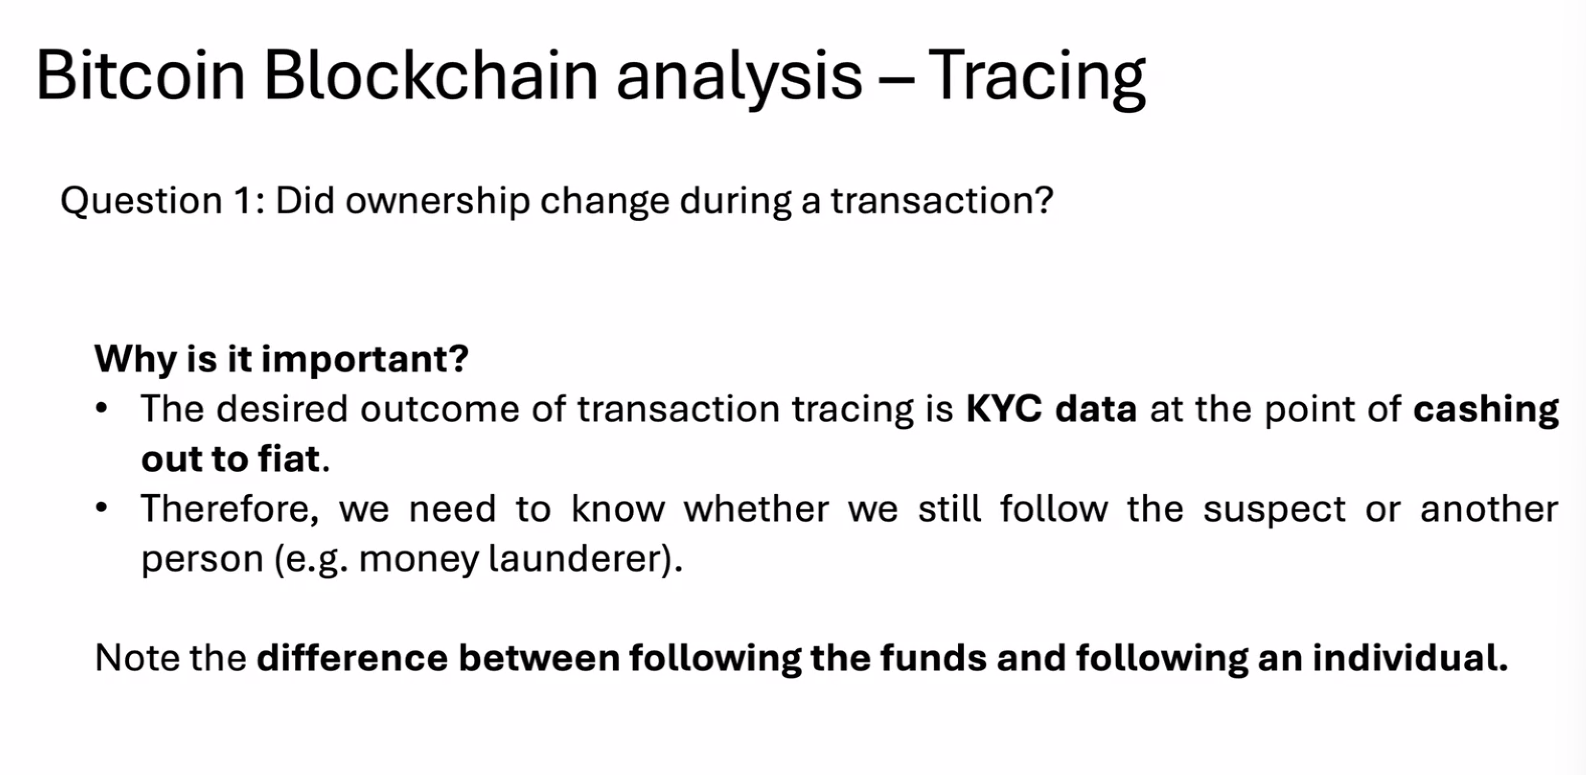 Bitcoin Blockchain analysis – Tracing
Question 1: Did ownership change during a transaction?
Why is it important?
• The desired outcome of transaction tracing is KYC data at the point of cashing
out to fiat.
• Therefore, we need to know whether we still follow the suspect or another
person (e.g. money launderer).
Note the difference between following the funds and following an individual.